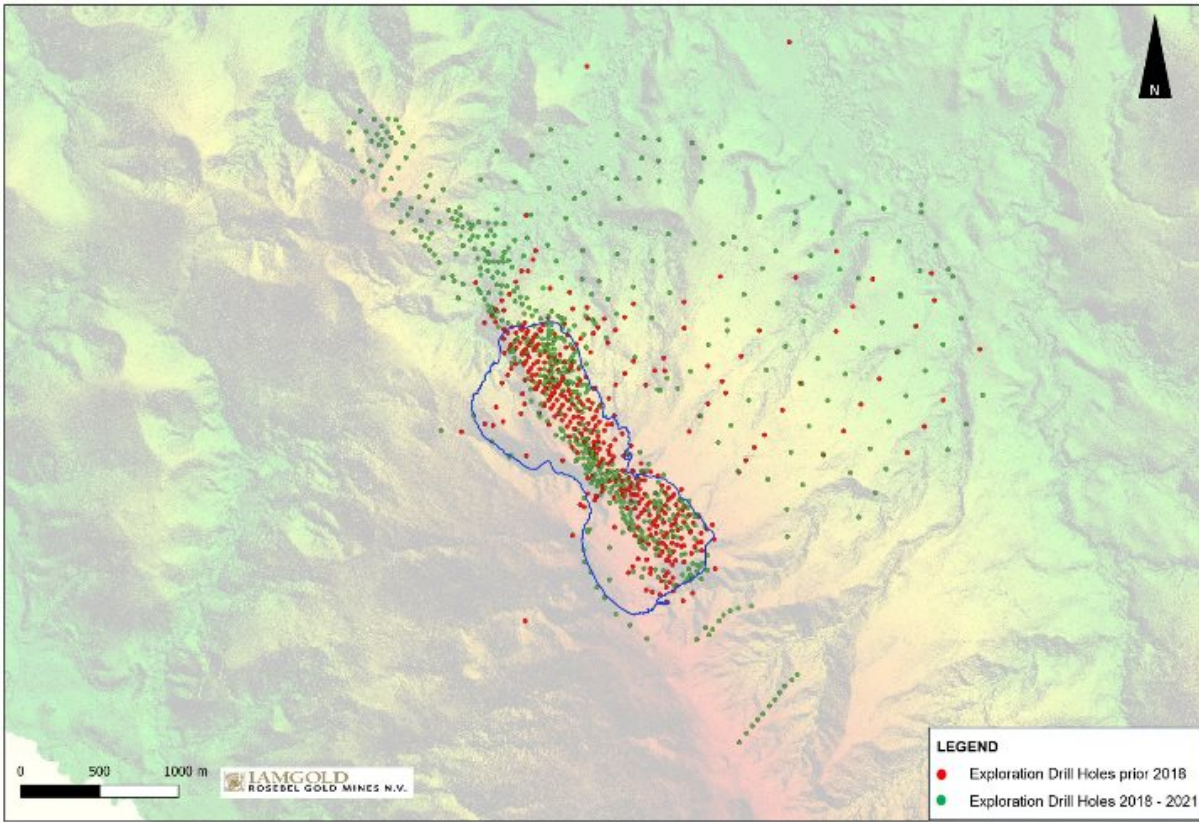 N
LEGEND
Exploration Drill Holes prior 2018
Exploration Drill Holes 2018 - 2021
0 500 1000 m
IAMGOLD
ROSEBEL GOLD MINES N.V.